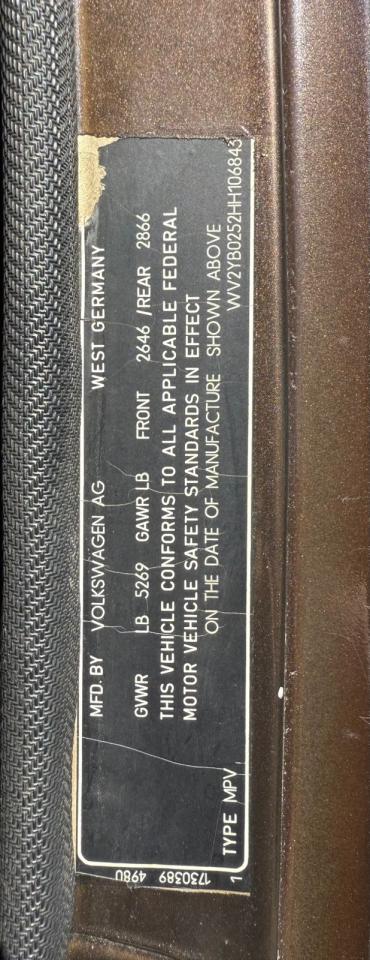 MFD. BY VOLKSWAGEN AG WEST GERMANY
GVWR LB 5269 GAWR LB FRONT 2646 /REAR 2866
THIS VEHICLE CONFORMS TO ALL APPLICABLE FEDERAL
MOTOR VEHICLE SAFETY STANDARDS IN EFFECT
ON THE DATE OF MANUFACTURE SHOWN ABOVE
TYPE MPV WV2YB0252HH106843
1730389 498U
1